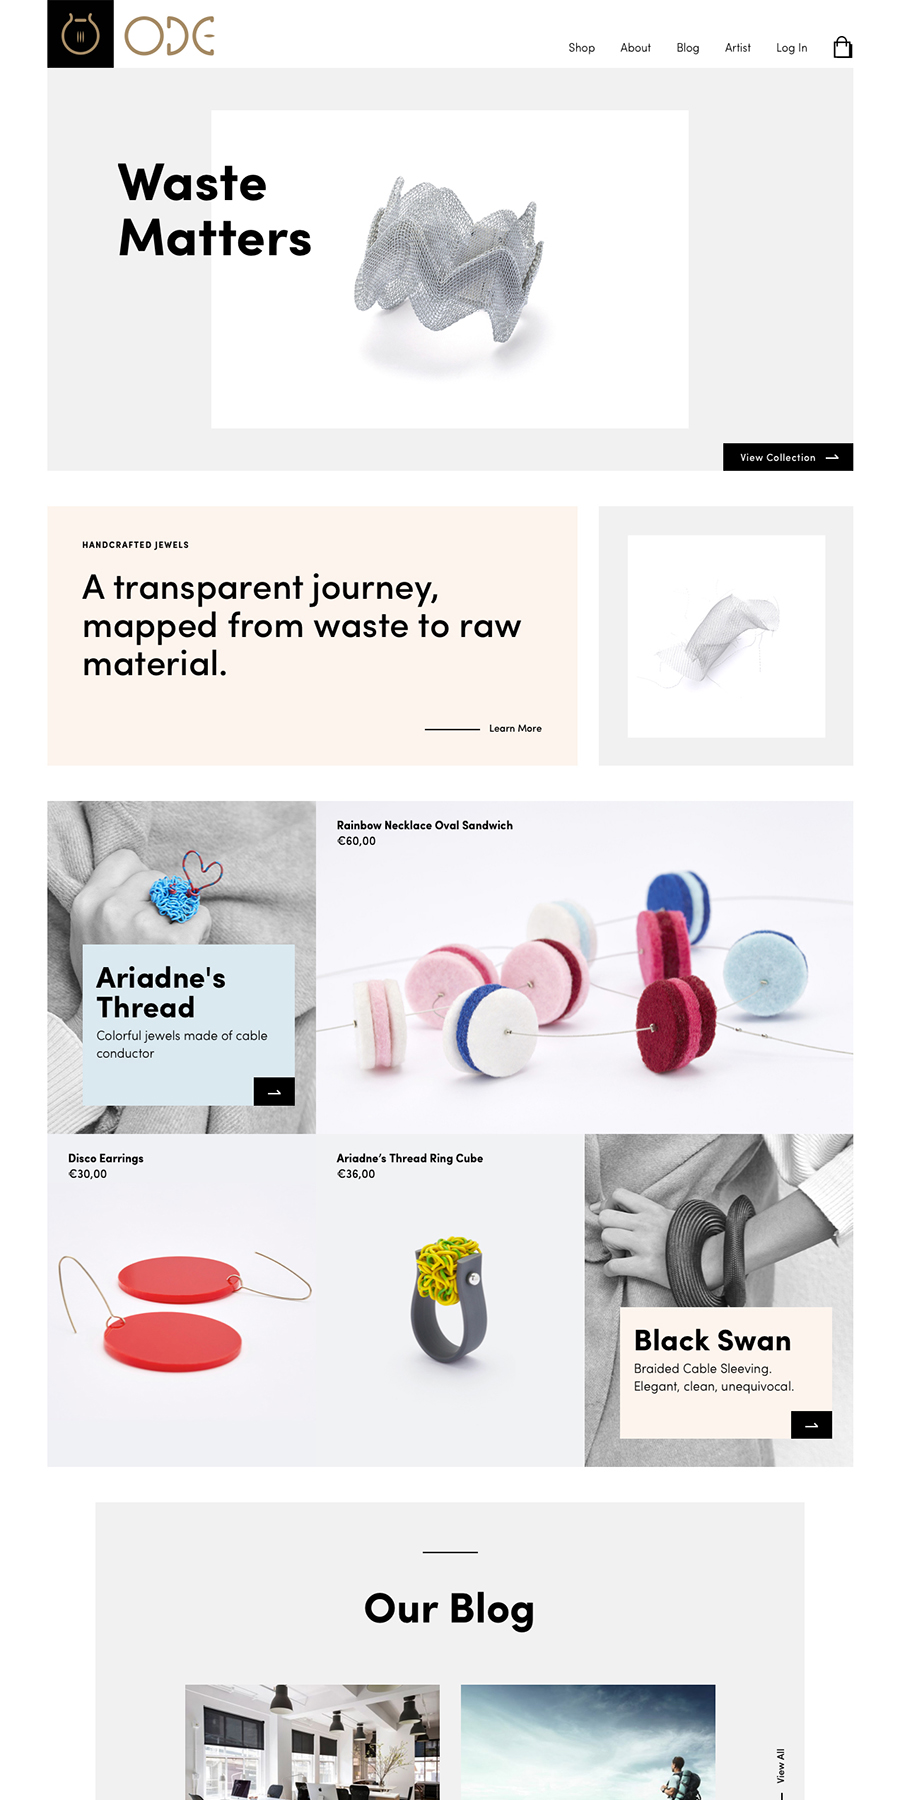 ODE
Shop About Blog Artist Log In
Waste
Matters
View Collection
HANDCRAFTED JEWELS
A transparent journey,
mapped from waste to raw
material.
Learn More
Ariadne's
Thread
Colorful jewels made of cable
conductor
Rainbow Necklace Oval Sandwich
€60,00
Disco Earrings
€30,00
Ariadne’s Thread Ring Cube
€36,00
Black Swan
Braided Cable Sleeving.
Elegant, clean, unequivocal.
Our Blog
View All